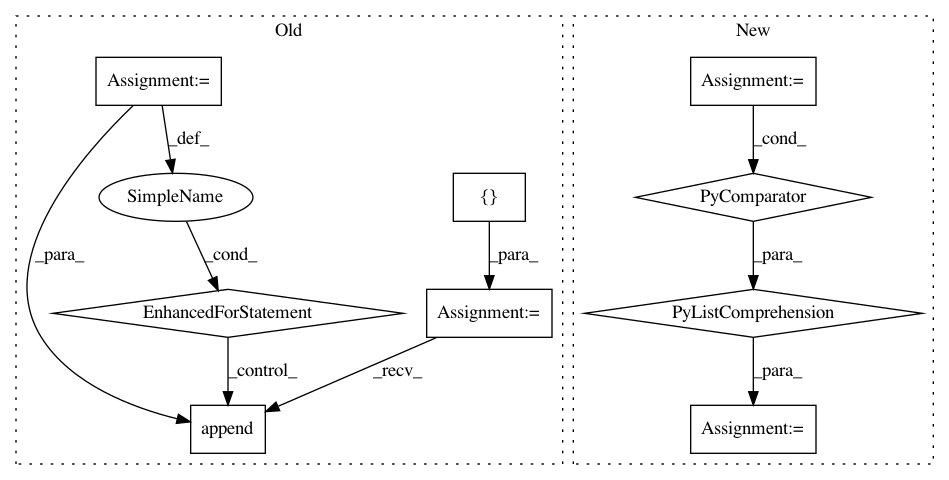 Old
New
Assignment:=
Assignment:=
_def_
_cond_
SimpleName
{}
PyComparator
_para_
_cond_
_para_
_para_
EnhancedForStatement
Assignment:=
PyListComprehension
_control_
_recv_
_para_
append
Assignment:=